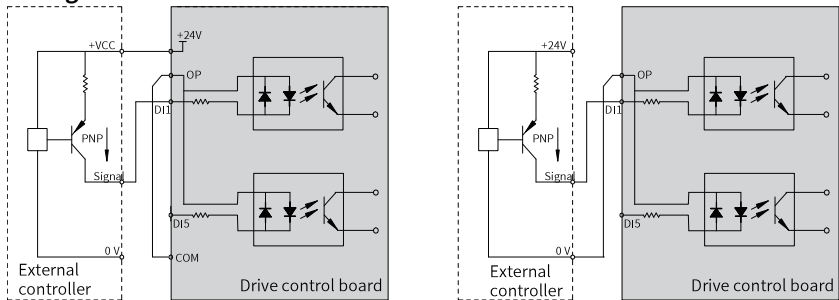 +VCC
+24V
OP
DI1
PNP
Signal
DI5
0 V
COM
External
controller
Drive control board
+24V
OP
DI1
PNP
Signal
DI5
0 V
External
controller
Drive control board